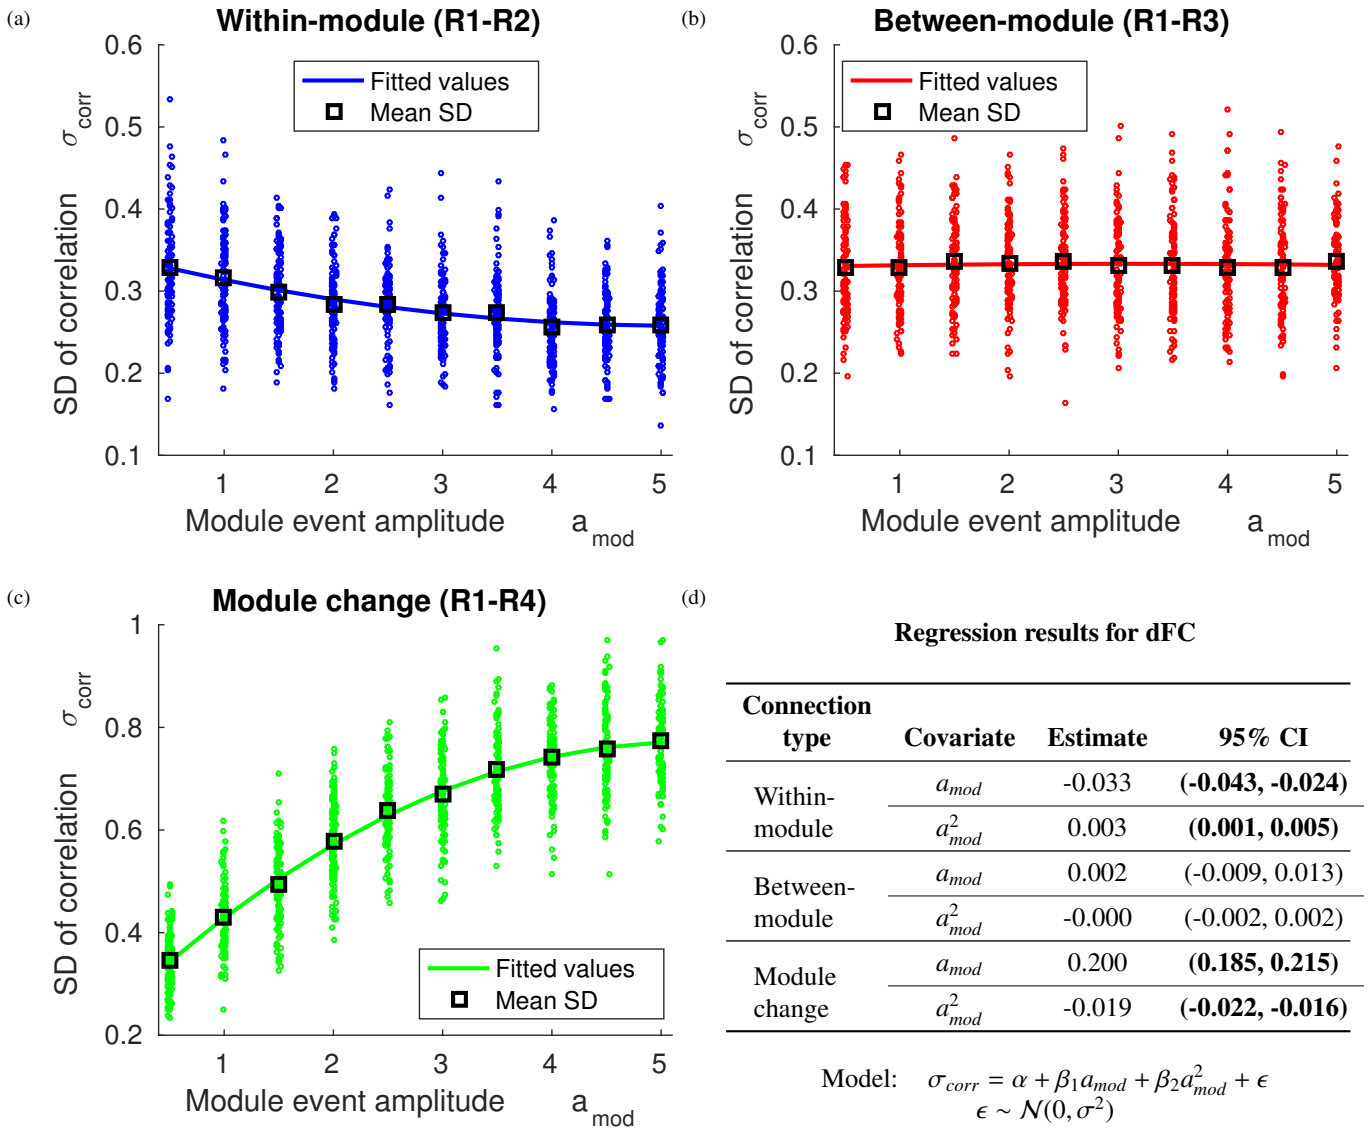 (a)
Within-module (R1-R2)
0.6
0.5
0.4
0.3
0.2
0.1
SD of correlation σcorr
Fitted values
Mean SD
1 2 3 4 5
Module event amplitude amod
(b)
Between-module (R1-R3)
0.6
0.5
0.4
0.3
0.2
0.1
SD of correlation σcorr
Fitted values
Mean SD
1 2 3 4 5
Module event amplitude amod
(c)
Module change (R1-R4)
1
0.8
0.6
0.4
0.2
SD of correlation σcorr
Fitted values
Mean SD
1 2 3 4 5
Module event amplitude amod
(d)
Regression results for dFC
Connection type Covariate Estimate 95% CI
Within-module amod -0.033 (-0.043, -0.024)
a²mod 0.003 (0.001, 0.005)
Between-module amod 0.002 (-0.009, 0.013)
a²mod -0.000 (-0.002, 0.002)
Module change amod 0.200 (0.185, 0.215)
a²mod -0.019 (-0.022, -0.016)
Model: σcorr = α + β₁amod + β₂a²mod + ϵ
ϵ ∼ N(0, σ²)